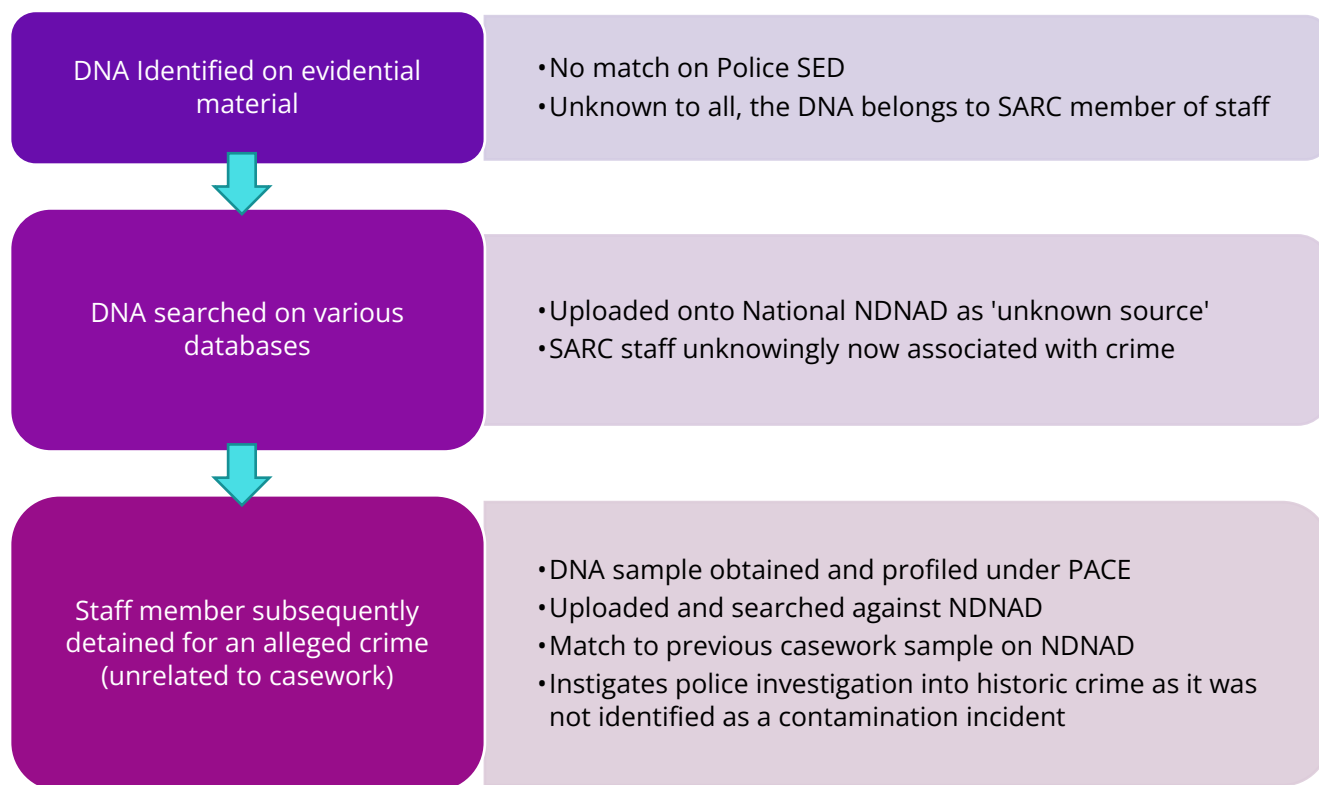 DNA Identified on evidential
material
•No match on Police SED
•Unknown to all, the DNA belongs to SARC member of staff
DNA searched on various
databases
•Uploaded onto National NDNAD as 'unknown source'
•SARC staff unknowingly now associated with crime
Staff member subsequently
detained for an alleged crime
(unrelated to casework)
•DNA sample obtained and profiled under PACE
•Uploaded and searched against NDNAD
•Match to previous casework sample on NDNAD
•Instigates police investigation into historic crime as it was
not identified as a contamination incident